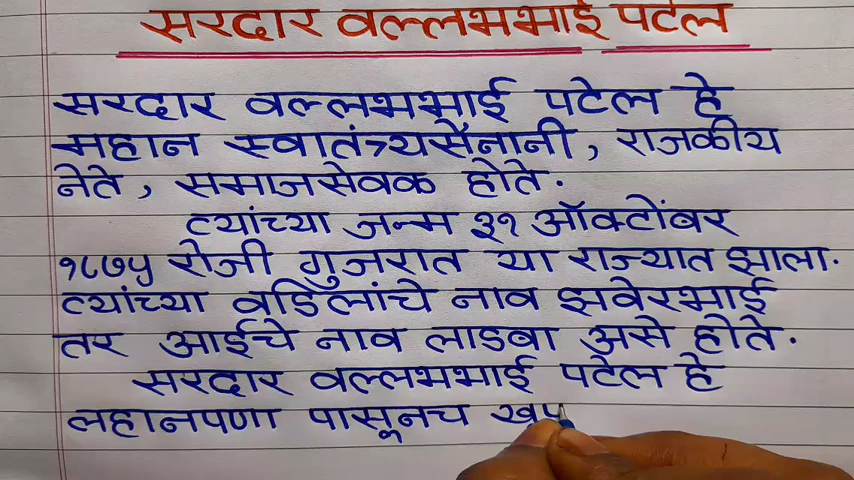 सरदार वल्लभभाई पटेल
सरदार वल्लभभाई पटेल हे
महान स्वातंत्र्यसैनानी, राजकीय
नेते, समाजसेवक होते.
त्यांच्या जन्म ३१ ऑक्टोंबर
१८७५ रोजी गुजरात या राज्यात झाला.
त्यांच्या वडिलांचे नाव झवेरभाई
तर आईचे नाव लाडबा असे होते.
सरदार वल्लभभाई पटेल हे
लहानपणा पासूनच खुप